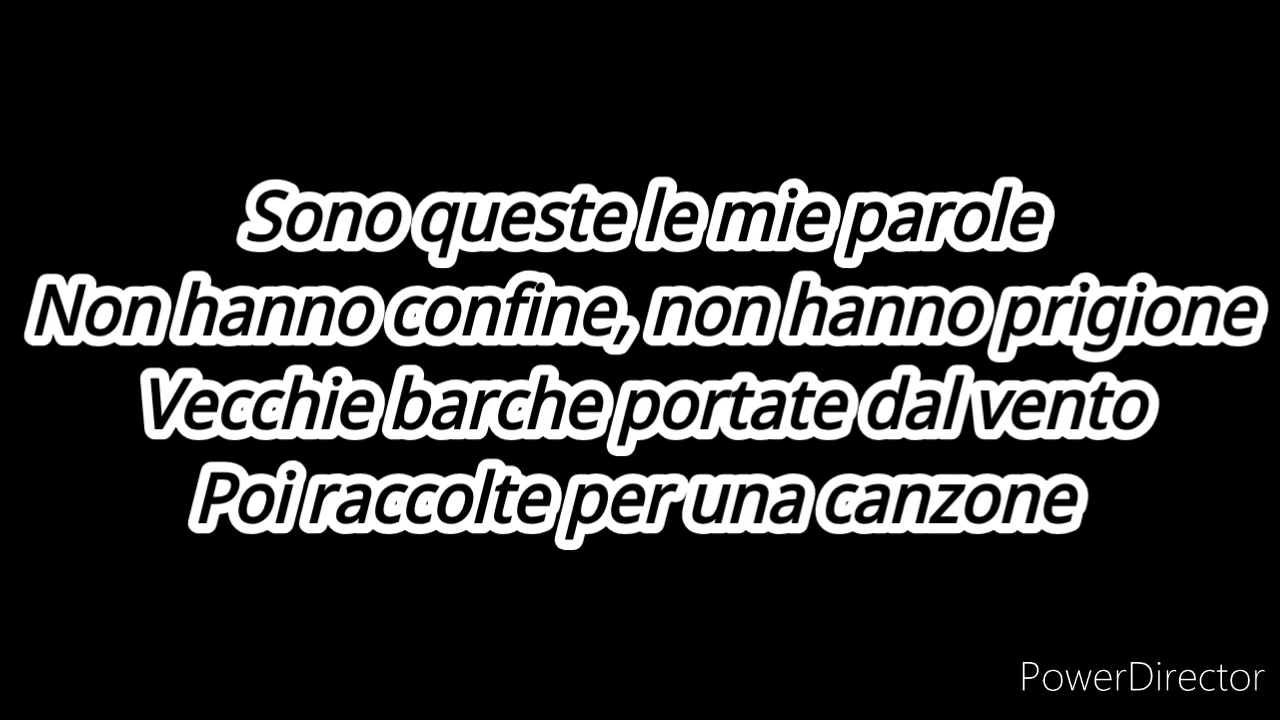 Sono queste le mie parole
Non hanno confine, non hanno prigione
Vecchie barche portate dal vento
Poi raccolte per una canzone
PowerDirector